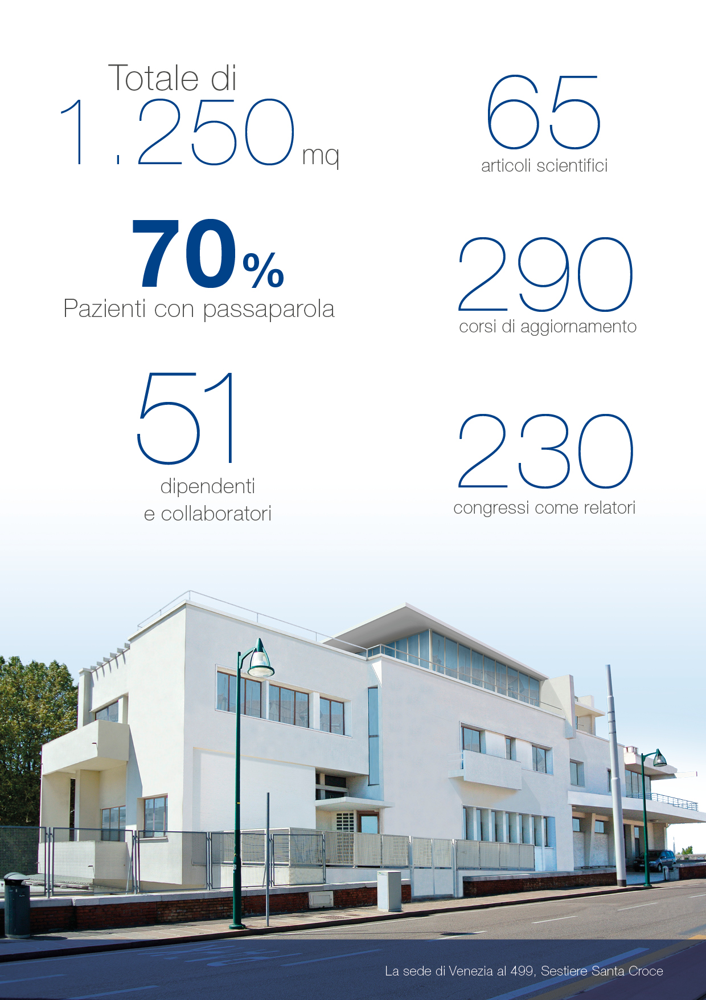 Totale di
1.250 mq
70%
Pazienti con passaparola
51
dipendenti
e collaboratori
65
articoli scientifici
290
corsi di aggiornamento
230
congressi come relatori
La sede di Venezia al 499, Sestiere Santa Croce